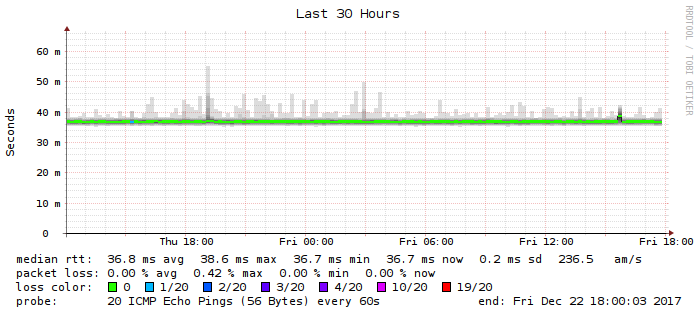 Last 30 Hours
RRDTOOL / TOBI OETIKER
Seconds
60 m
50 m
40 m
30 m
20 m
10 m
0
Thu 18:00 Fri 00:00 Fri 06:00 Fri 12:00 Fri 18:00
median rtt: 36.8 ms avg 38.6 ms max 36.7 ms min 36.7 ms now 0.2 ms sd 236.5 am/s
packet loss: 0.00 % avg 0.42 % max 0.00 % min 0.00 % now
loss color: 0 1/20 2/20 3/20 4/20 10/20 19/20
probe: 20 ICMP Echo Pings (56 Bytes) every 60s end: Fri Dec 22 18:00:03 2017